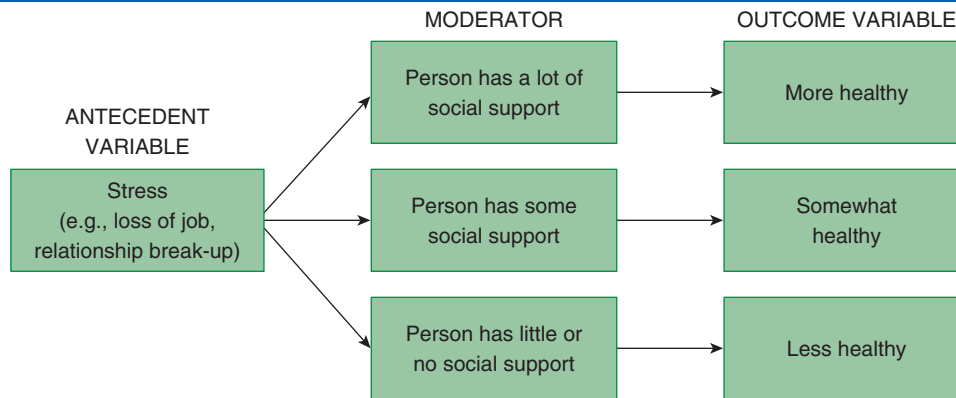 MODERATOR
OUTCOME VARIABLE
ANTECEDENT
VARIABLE
Stress
(e.g., loss of job,
relationship break-up)
Person has a lot of
social support
More healthy
Person has some
social support
Somewhat
healthy
Person has little or
no social support
Less healthy